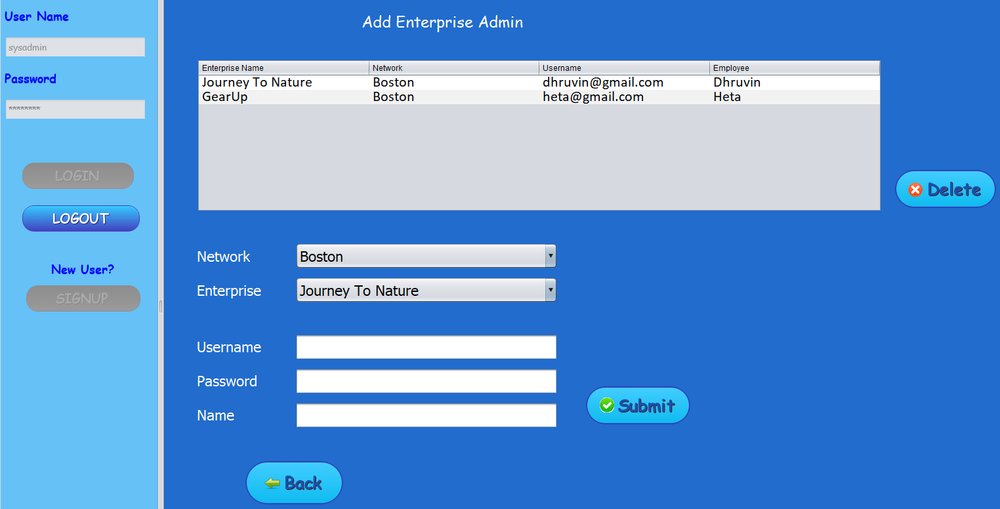 User Name
sysadmin
Password
********
LOGIN
LOGOUT
New User?
SIGNUP
Add Enterprise Admin
Enterprise Name Network Username Employee
Journey To Nature Boston dhruvin@gmail.com Dhruvin
GearUp Boston heta@gmail.com Heta
Delete
Network Boston
Enterprise Journey To Nature
Username
Password
Name
Submit
Back